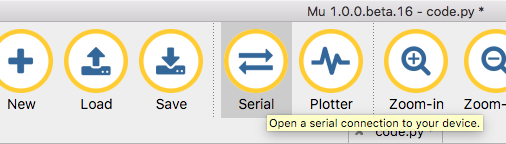 Mu 1.0.0.beta.16 - code.py *
New Load Save Serial Plotter Zoom-in Zoom-
Open a serial connection to your device.
code.py *